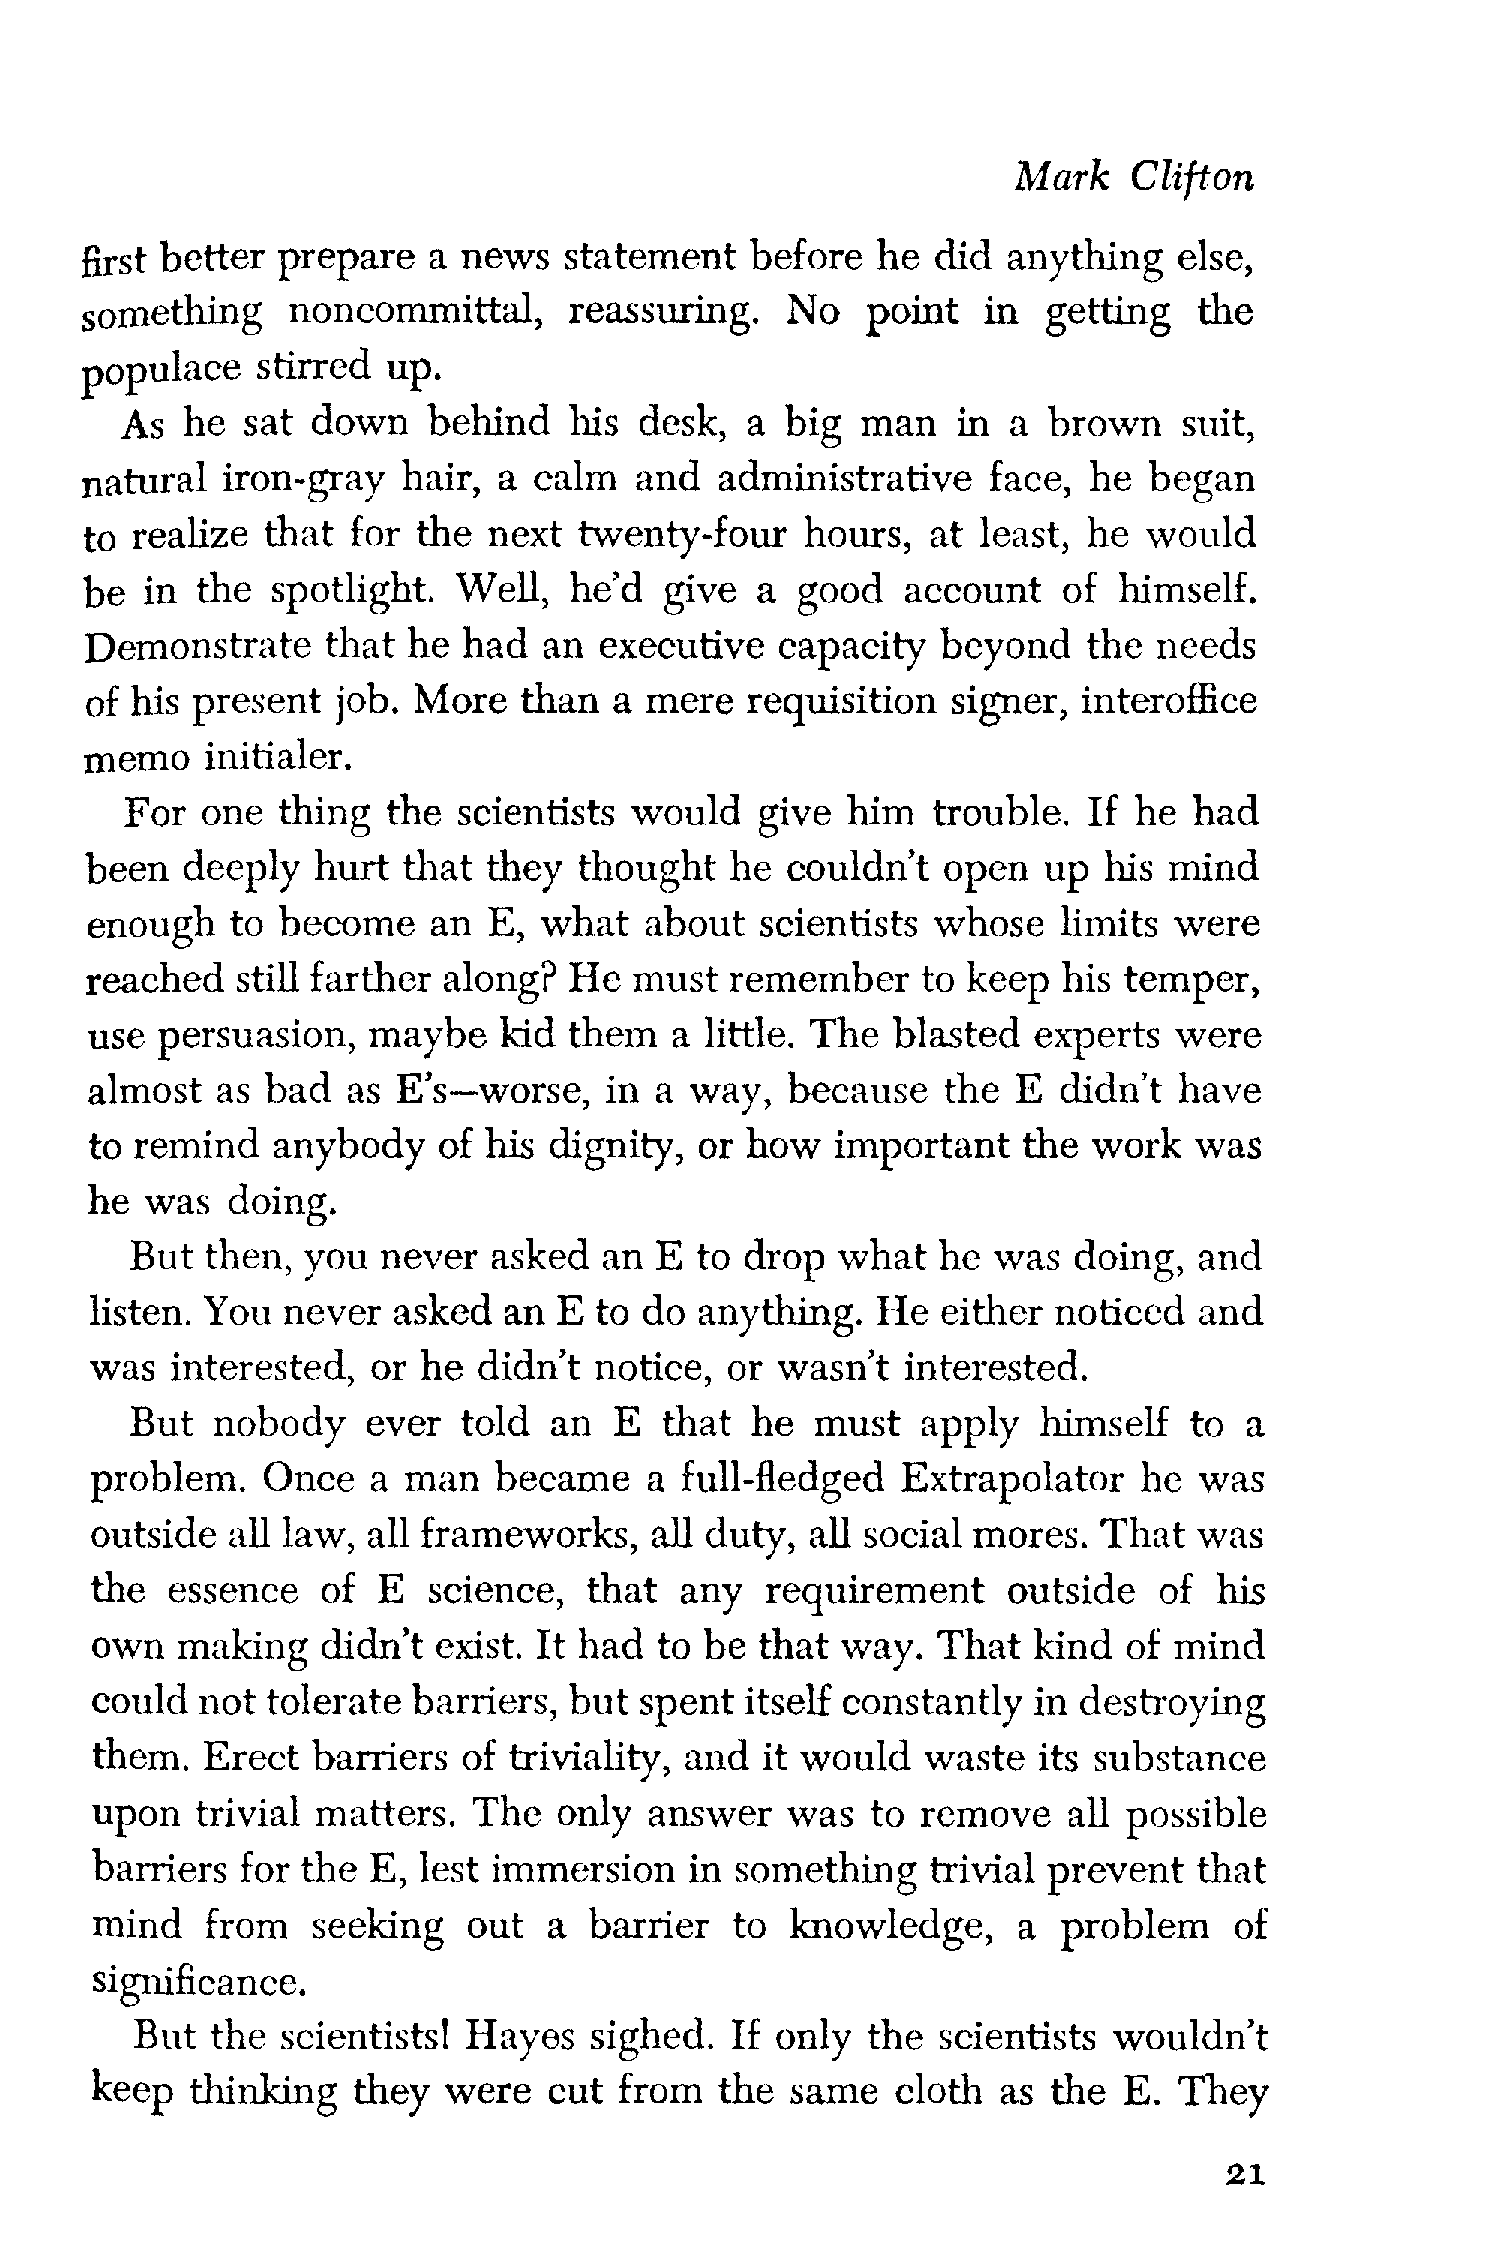 Mark Clifton
first better prepare a news statement before he did anything else,
something noncommittal, reassuring. No point in getting the
populace stirred up.
As he sat down behind his desk, a big man in a brown suit,
natural iron-gray hair, a calm and administrative face, he began
to realize that for the next twenty-four hours, at least, he would
be in the spotlight. Well, he'd give a good account of himself.
Demonstrate that he had an executive capacity beyond the needs
of his present job. More than a mere requisition signer, interoffice
memo initialer.
For one thing the scientists would give him trouble. If he had
been deeply hurt that they thought he couldn't open up his mind
enough to become an E, what about scientists whose limits were
reached still farther along? He must remember to keep his temper,
use persuasion, maybe kid them a little. The blasted experts were
almost as bad as E's—worse, in a way, because the E didn't have
to remind anybody of his dignity, or how important the work was
he was doing.
But then, you never asked an E to drop what he was doing, and
listen. You never asked an E to do anything. He either noticed and
was interested, or he didn't notice, or wasn't interested.
But nobody ever told an E that he must apply himself to a
problem. Once a man became a full-fledged Extrapolator he was
outside all law, all frameworks, all duty, all social mores. That was
the essence of E science, that any requirement outside of his
own making didn't exist. It had to be that way. That kind of mind
could not tolerate barriers, but spent itself constantly in destroying
them. Erect barriers of triviality, and it would waste its substance
upon trivial matters. The only answer was to remove all possible
barriers for the E, lest immersion in something trivial prevent that
mind from seeking out a barrier to knowledge, a problem of
significance.
But the scientists! Hayes sighed. If only the scientists wouldn't
keep thinking they were cut from the same cloth as the E. They
21